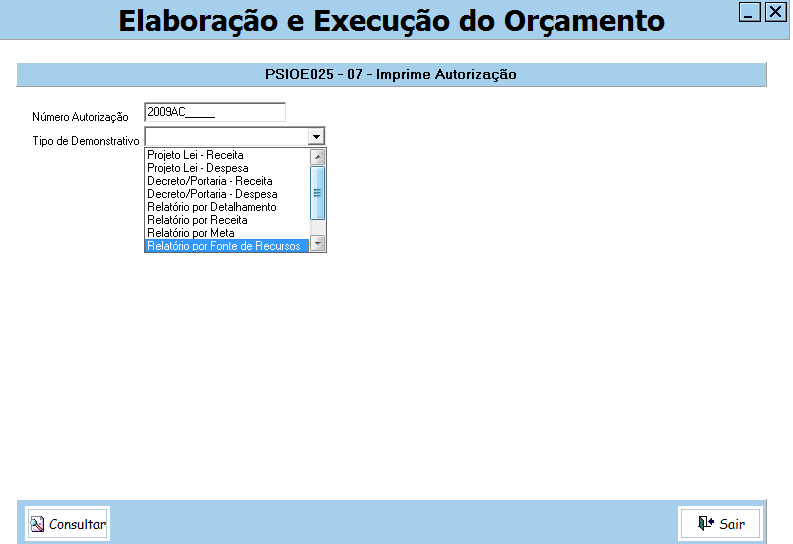 Elaboração e Execução do Orçamento
PSIOE025 - 07 - Imprime Autorização
Número Autorização 2009AC_____
Tipo de Demonstrativo
Projeto Lei - Receita
Projeto Lei - Despesa
Decreto/Portaria - Receita
Decreto/Portaria - Despesa
Relatório por Detalhamento
Relatório por Receita
Relatório por Meta
Relatório por Fonte de Recursos
Consultar Sair